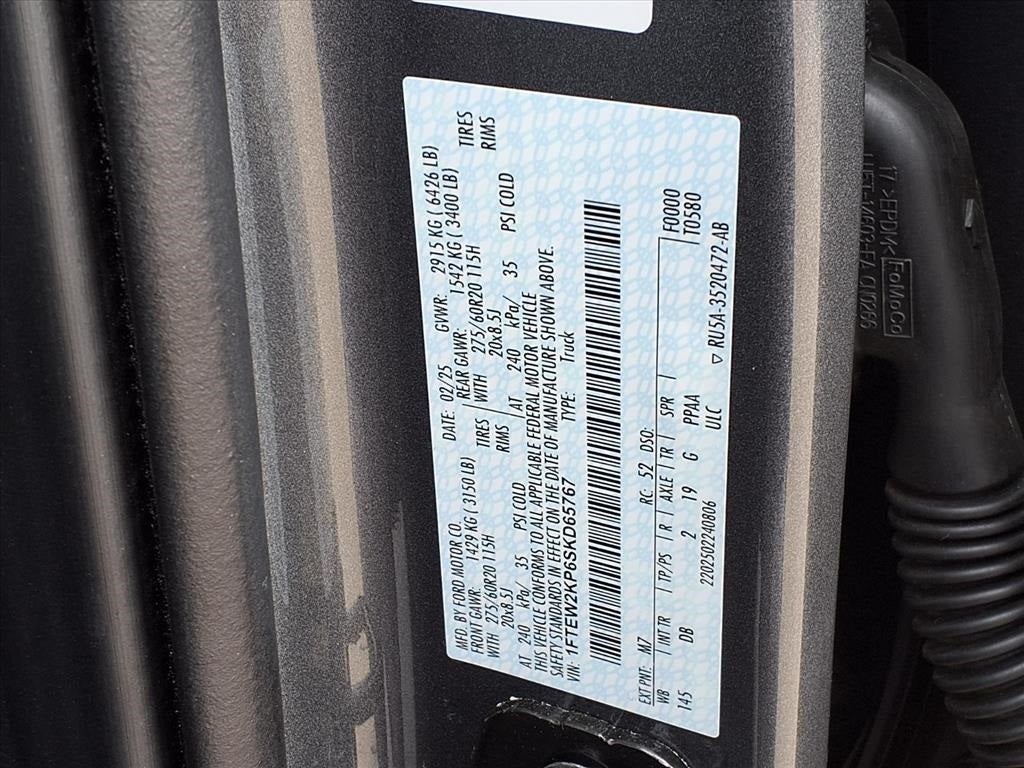 MFD. BY FORD MOTOR CO. DATE: 02/25 GVWR: 2915 KG ( 6426 LB)
FRONT GAWR: 1429 KG ( 3150 LB) REAR GAWR: 1542 KG ( 3400 LB)
WITH 275/60R20 115H TIRES WITH 275/60R20 115H TIRES
20x8.5J RIMS 20x8.5J RIMS
AT 240 kPa/ 35 PSI COLD AT 240 kPa/ 35 PSI COLD
THIS VEHICLE CONFORMS TO ALL APPLICABLE FEDERAL MOTOR VEHICLE
SAFETY STANDARDS IN EFFECT ON THE DATE OF MANUFACTURE SHOWN ABOVE.
VIN: 1FTEW2KP6SKD65767 TYPE: Truck
EXT PNT: M7 RC: 52 DSO: F0000
WB INT TR TP/PS R AXLE TR SPR T0580
145 DB 2 19 G PPAA
ULC
2202502240806 RU5A-3520472-AB
17 >EPDM< FoMoCo